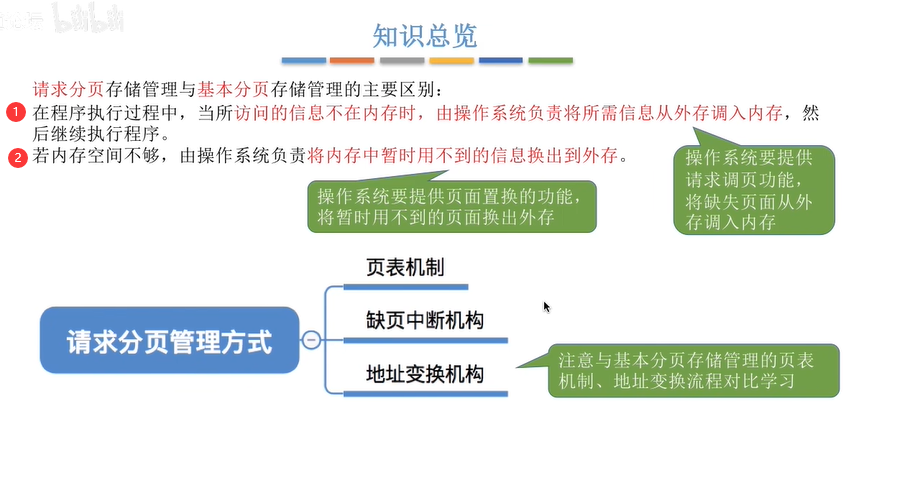 bilibili
知识总览
请求分页存储管理与基本分页存储管理的主要区别：
1 在程序执行过程中，当所访问的信息不在内存时，由操作系统负责将所需信息从外存调入内存，然
后继续执行程序。
2 若内存空间不够，由操作系统负责将内存中暂时用不到的信息换出到外存。
操作系统要提供
请求调页功能，
将缺失页面从外
存调入内存
操作系统要提供页面置换的功能，
将暂时用不到的页面换出外存
页表机制
请求分页管理方式
缺页中断机构
地址变换机构
注意与基本分页存储管理的页表
机制、地址变换流程对比学习